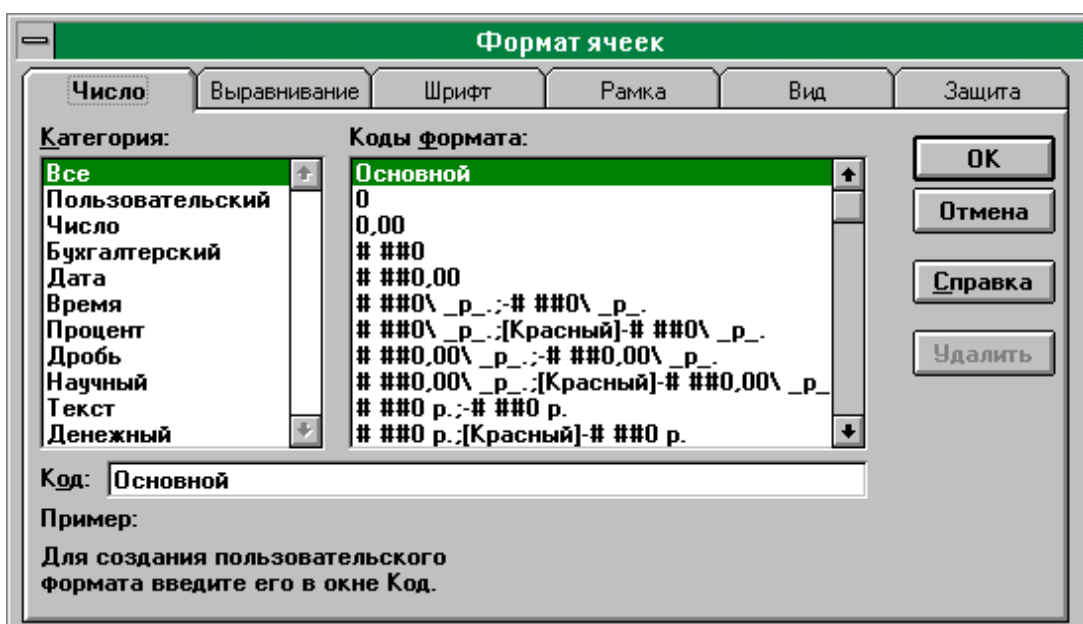 Формат ячеек
Число Выравнивание Шрифт Рамка Вид Защита
Категория: Коды формата:
Все
Пользовательский
Число
Бухгалтерский
Дата
Время
Процент
Дробь
Научный
Текст
Денежный
Основной
0
0,00
# ##0
# ##0,00
# ##0\ _р_.;-# ##0\ _р_.
# ##0\ _р_.;[Красный]-# ##0\ _р_.
# ##0,00\ _р_.;-# ##0,00\ _р_.
# ##0,00\ _р_.;[Красный]-# ##0,00\ _р_
# ##0 р.;-# ##0 р.
# ##0 р.;[Красный]-# ##0 р.
OK
Отмена
Справка
Удалить
Код: Основной
Пример:
Для создания пользовательского
формата введите его в окне Код.